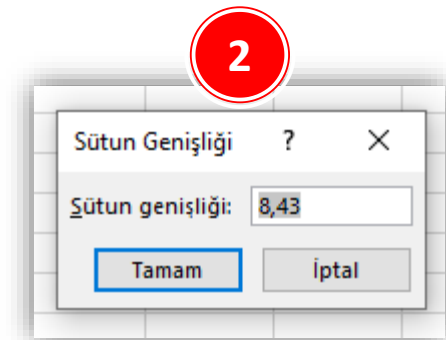 2
Sütun Genişliği ? ×
Sütun genişliği: 8,43
Tamam İptal